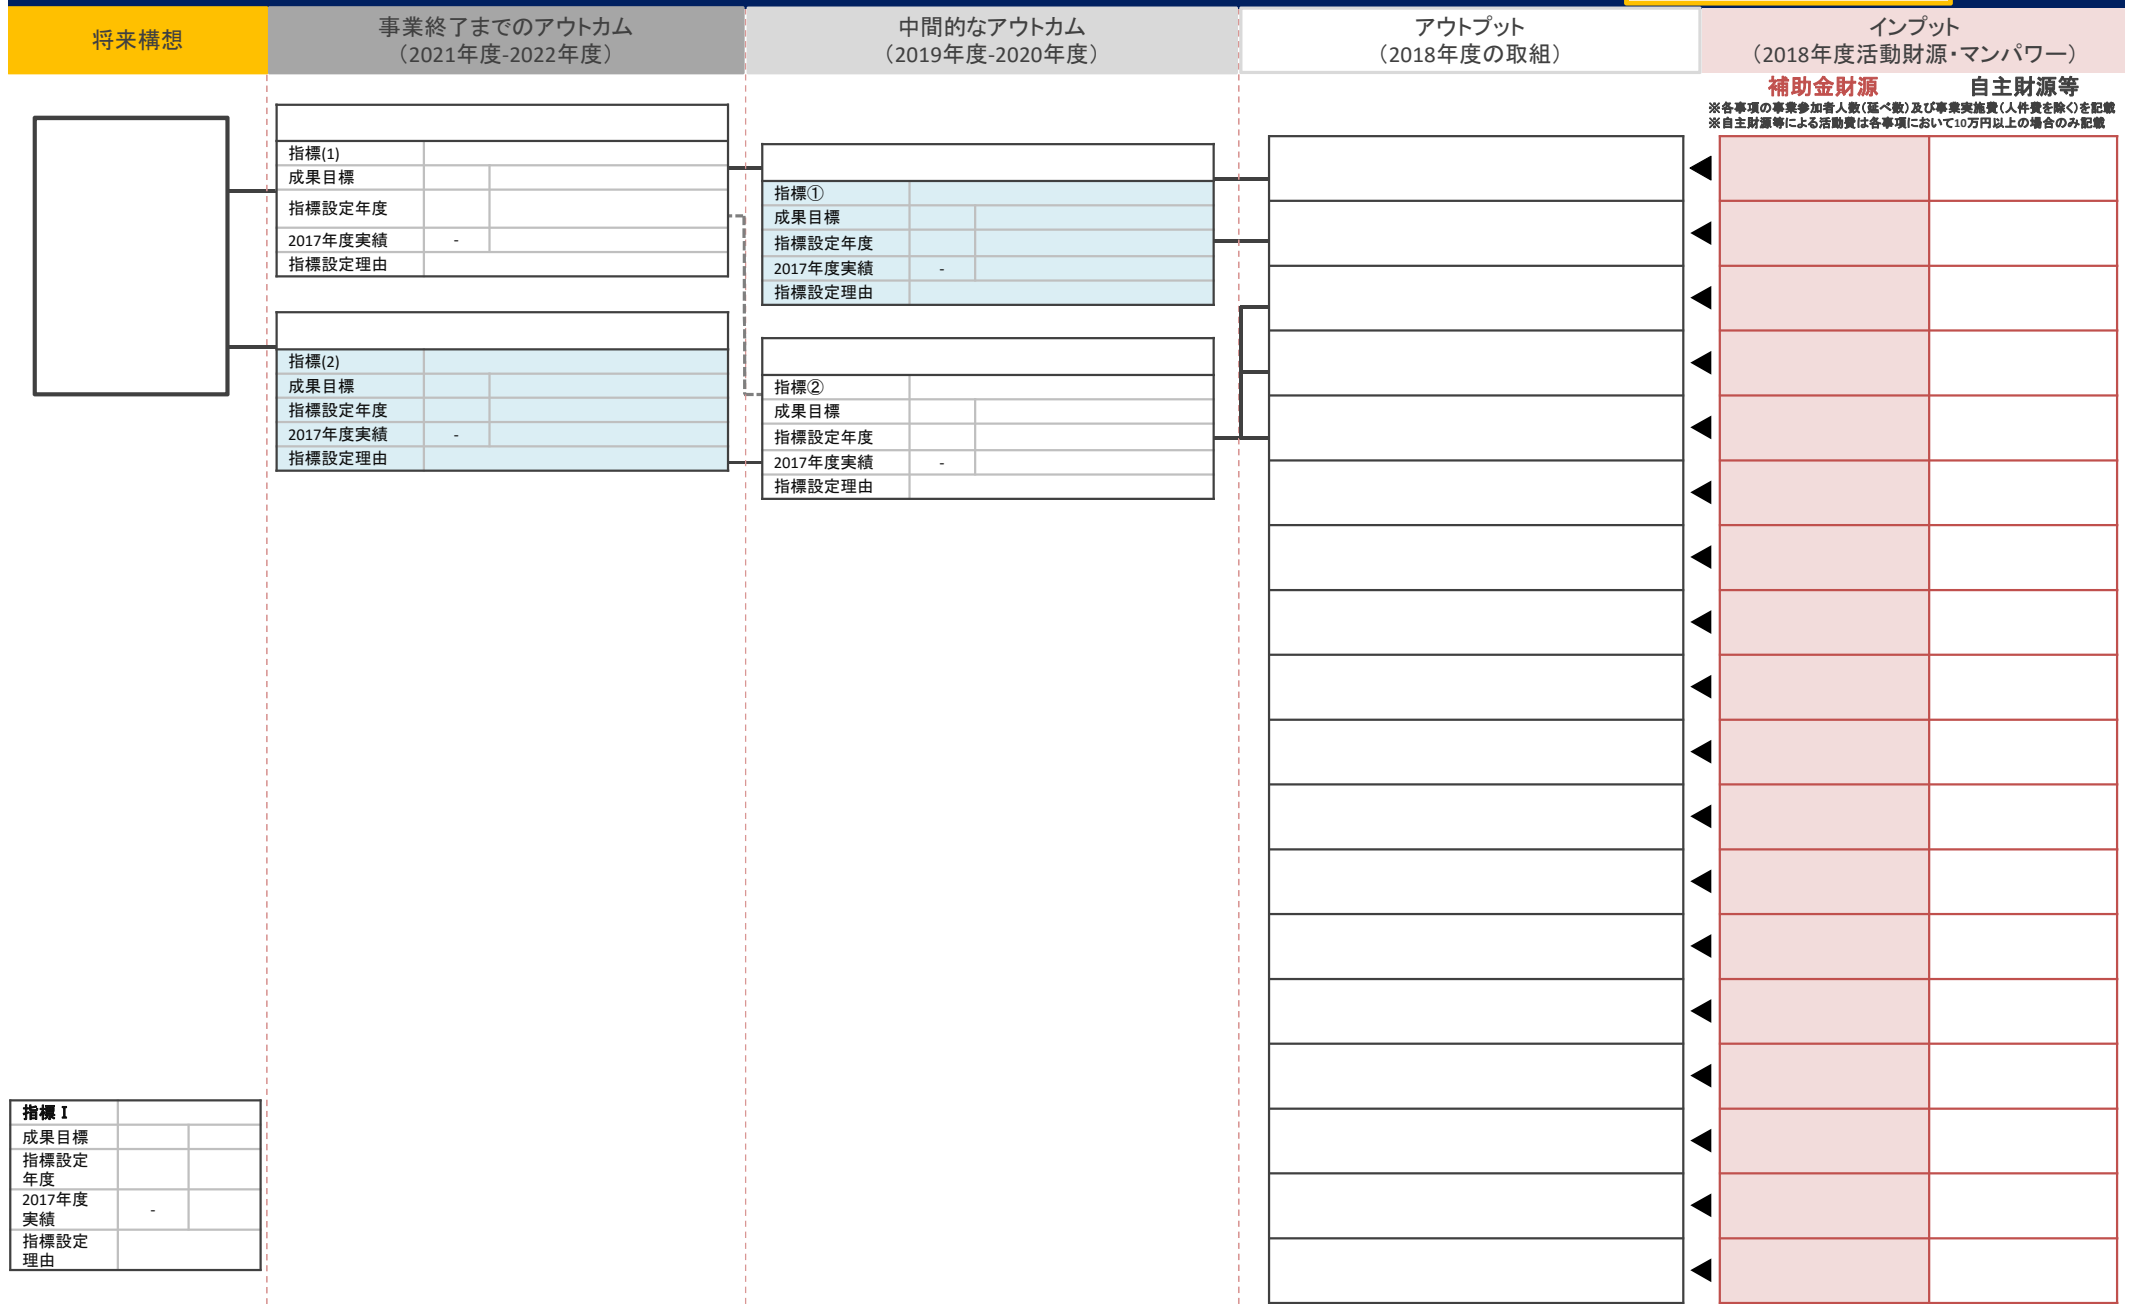 将来構想
事業終了までのアウトカム
（2021年度-2022年度）
中間的なアウトカム
（2019年度-2020年度）
アウトプット
（2018年度の取組）
インプット
（2018年度活動財源・マンパワー）
補助金財源
自主財源等
※各事項の事業参加者人数（延べ数）及び事業実施費（人件費を除く）を記載
※自主財源等による活動費は各事項において10万円以上の場合のみ記載
指標(1)
成果目標
指標設定年度
2017年度実績
-
指標設定理由
指標(2)
成果目標
指標設定年度
2017年度実績
-
指標設定理由
指標①
成果目標
指標設定年度
2017年度実績
-
指標設定理由
指標②
成果目標
指標設定年度
2017年度実績
-
指標設定理由
指標Ⅰ
成果目標
指標設定
年度
2017年度
実績
-
指標設定
理由